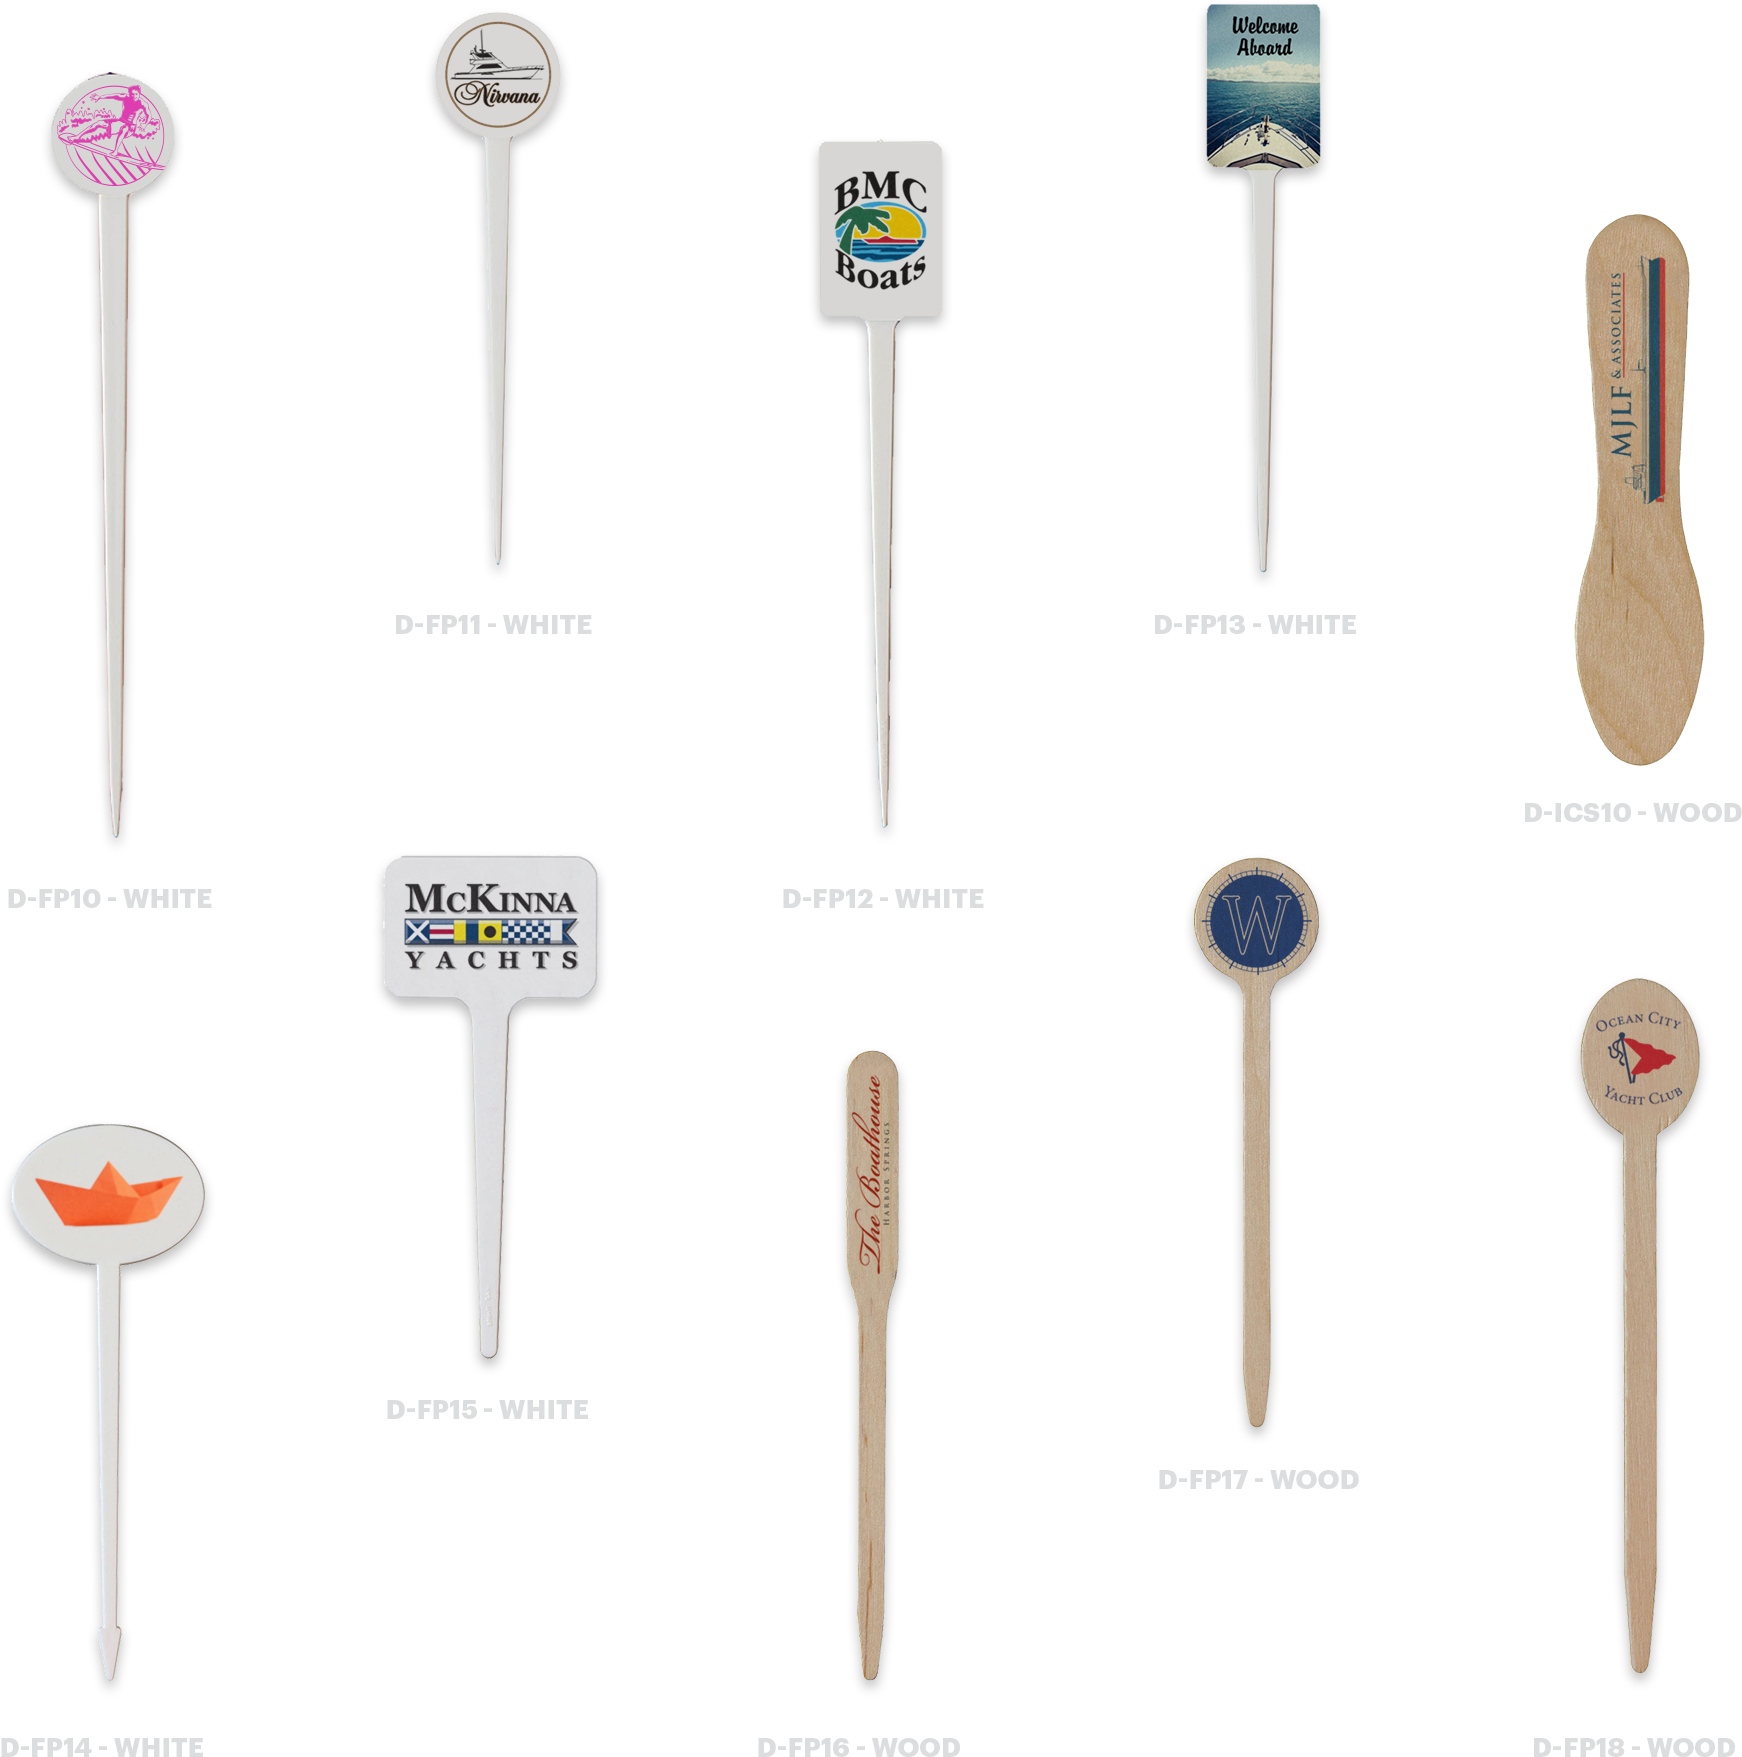 Nirvana
Welcome
Aboard
BMC
Boats
MJLF & ASSOCIATES
D-FP11 - WHITE
D-FP13 - WHITE
D-ICS10 - WOOD
D-FP10 - WHITE
D-FP12 - WHITE
MCKINNA
YACHTS
W
OCEAN CITY
YACHT CLUB
The Boathouse
HARBOR SPRINGS
D-FP15 - WHITE
D-FP17 - WOOD
D-FP14 - WHITE
D-FP16 - WOOD
D-FP18 - WOOD